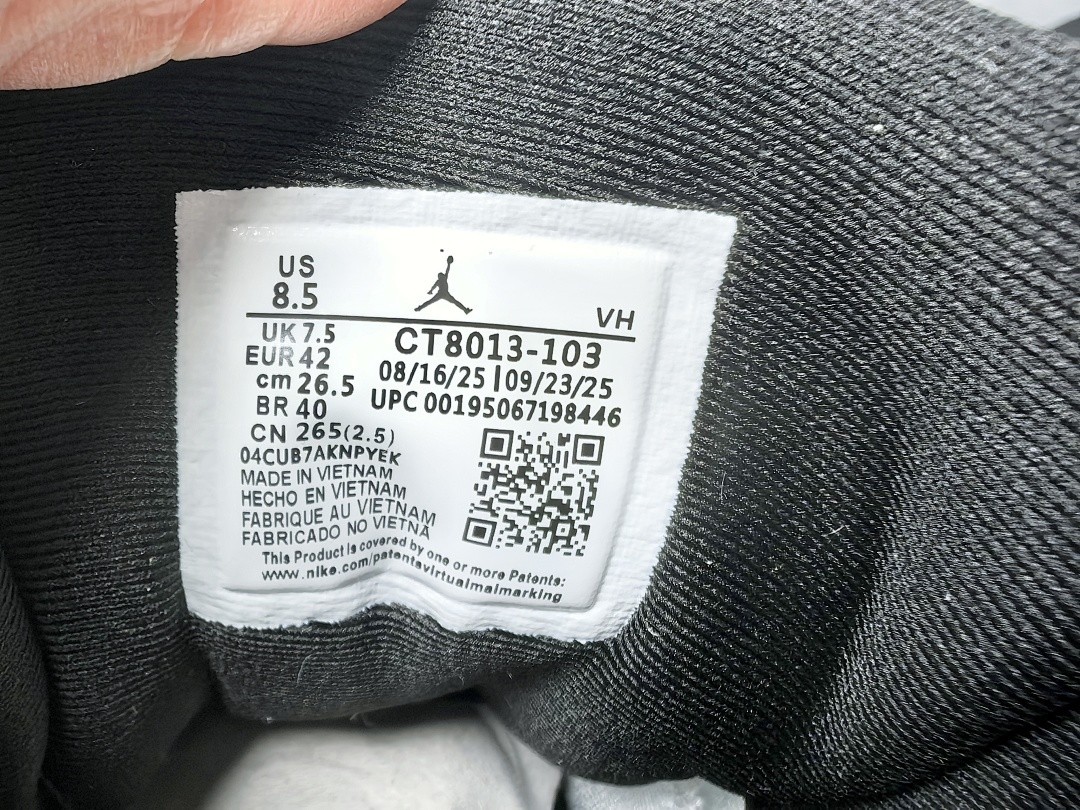 US
8.5
VH
UK 7.5
EUR 42
cm 26.5
BR 40
CN 265(2.5)
CT8013-103
08/16/25 | 09/23/25
UPC 00195067198446
04CUB7AKNPYEK
MADE IN VIETNAM
HECHO EN VIETNAM
FABRIQUE AU VIETNAM
FABRICADO NO VIETNÃ
This Product is covered by one or more Patents:
www.nike.com/patentsvirtualmaimarking